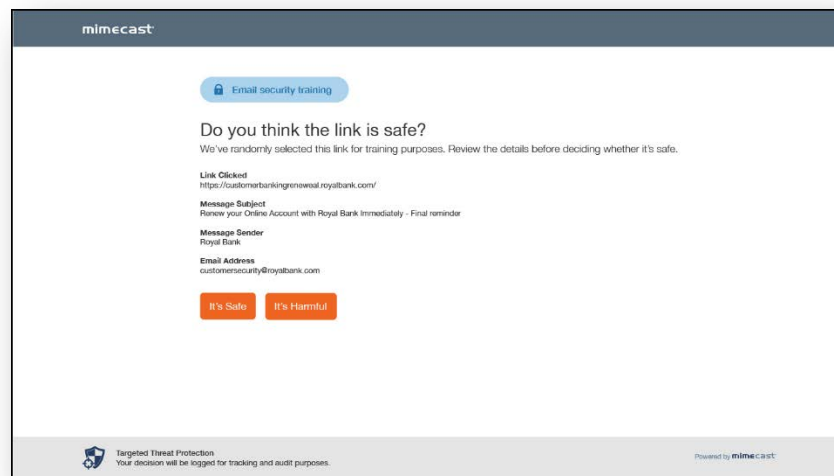 mimecast
Email security training
Do you think the link is safe?
We've randomly selected this link for training purposes. Review the details before deciding whether it's safe.
Link Clicked
https://customerbankingreneweal.royalbank.com/
Message Subject
Renew your Online Account with Royal Bank Immediately - Final reminder
Message Sender
Royal Bank
Email Address
customersecurity@royalbank.com
It's Safe
It's Harmful
Targeted Threat Protection
Your decision will be logged for tracking and audit purposes.
Powered by mimecast